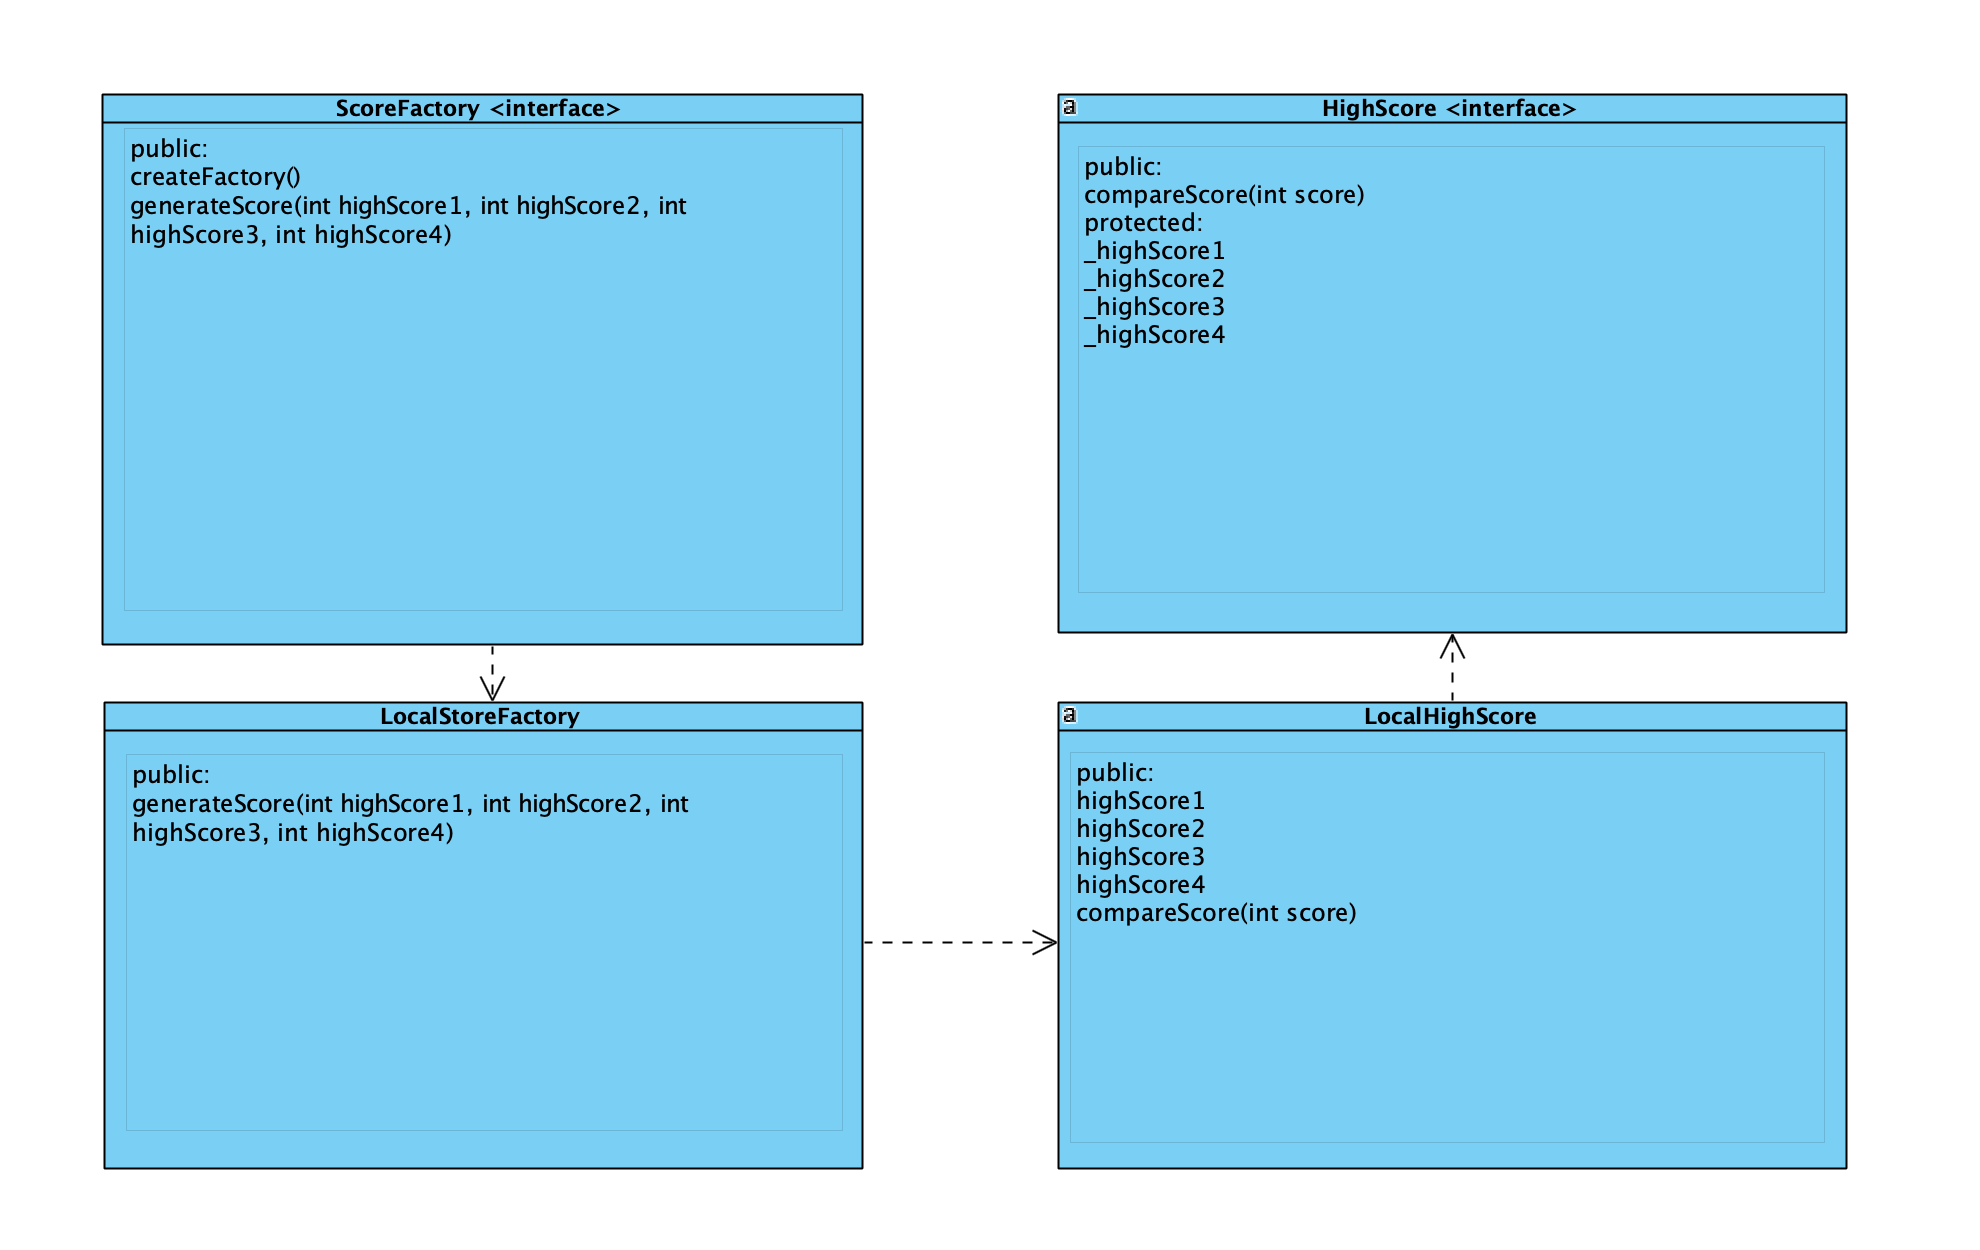 ScoreFactory <interface>
public:
createFactory()
generateScore(int highScore1, int highScore2, int
highScore3, int highScore4)
a
HighScore <interface>
public:
compareScore(int score)
protected:
_highScore1
_highScore2
_highScore3
_highScore4
LocalStoreFactory
public:
generateScore(int highScore1, int highScore2, int
highScore3, int highScore4)
a
LocalHighScore
public:
highScore1
highScore2
highScore3
highScore4
compareScore(int score)